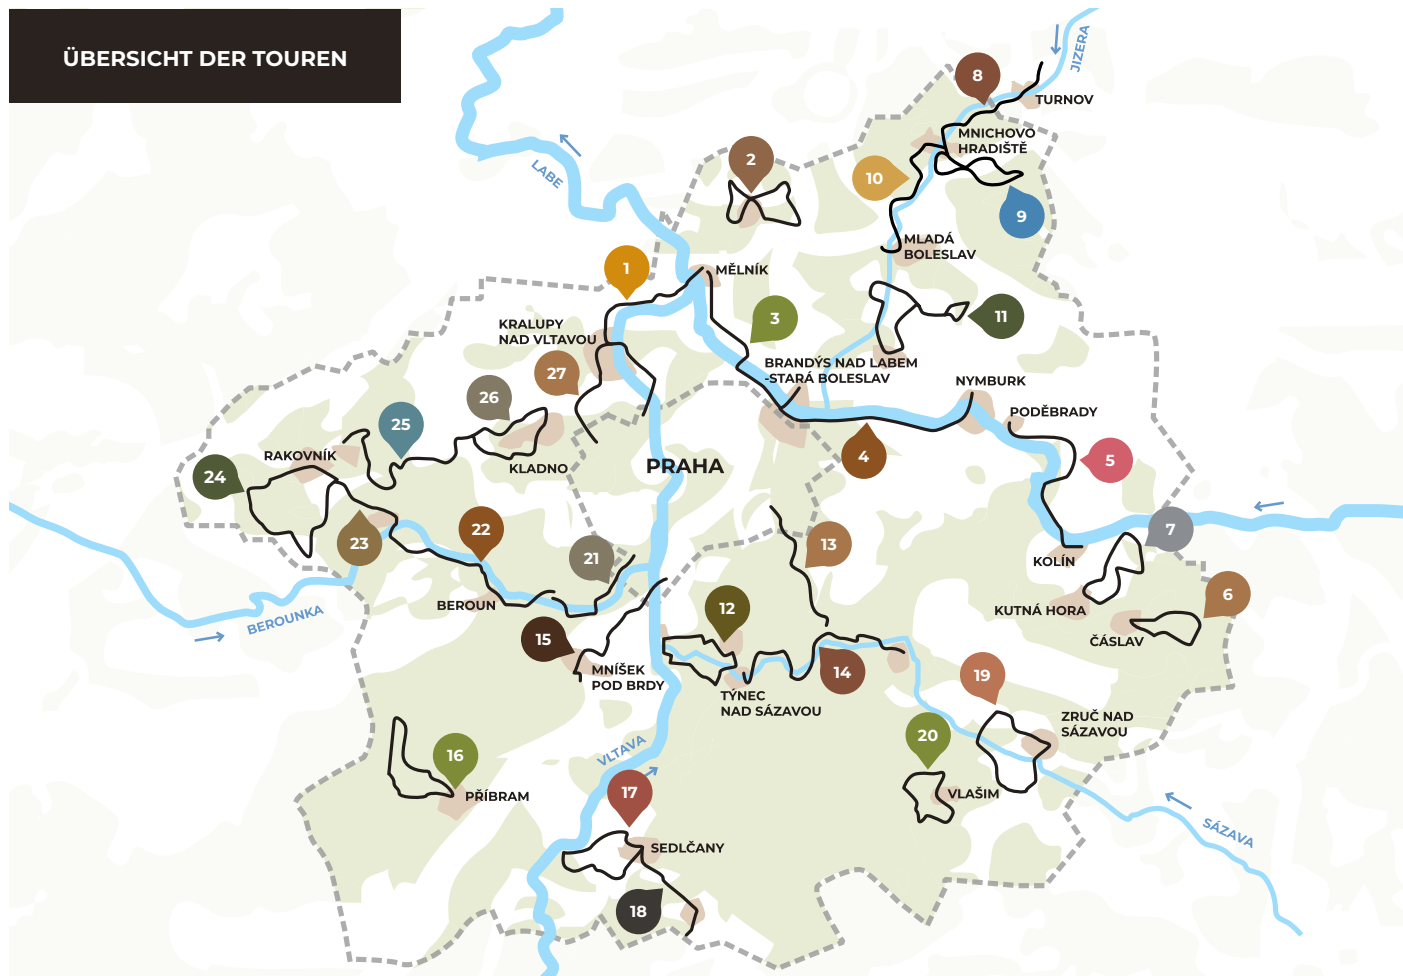 ÜBERSICHT DER TOUREN
JIZERA
8
TURNOV
MNICHOVO
HRADIŠTĚ
2
LABE
10
9
MLADÁ
BOLESLAV
1
MĚLNÍK
3
11
KRALUPY
NAD VLTAVOU
27
BRANDÝS NAD LABEM
-STARÁ BOLESLAV
NYMBURK
26
25
PODĚBRADY
4
5
RAKOVNÍK
KLADNO
PRAHA
24
23
22
21
13
7
KOLÍN
6
KUTNÁ HORA
ČÁSLAV
BEROUNKA
BEROUN
12
15
MNÍŠEK
POD BRDY
14
TÝNEC
NAD SÁZAVOU
19
ZRUČ NAD
SÁZAVOU
20
VLAŠIM
16
PŘÍBRAM
VLTAVA
17
SEDLČANY
18
SÁZAVA